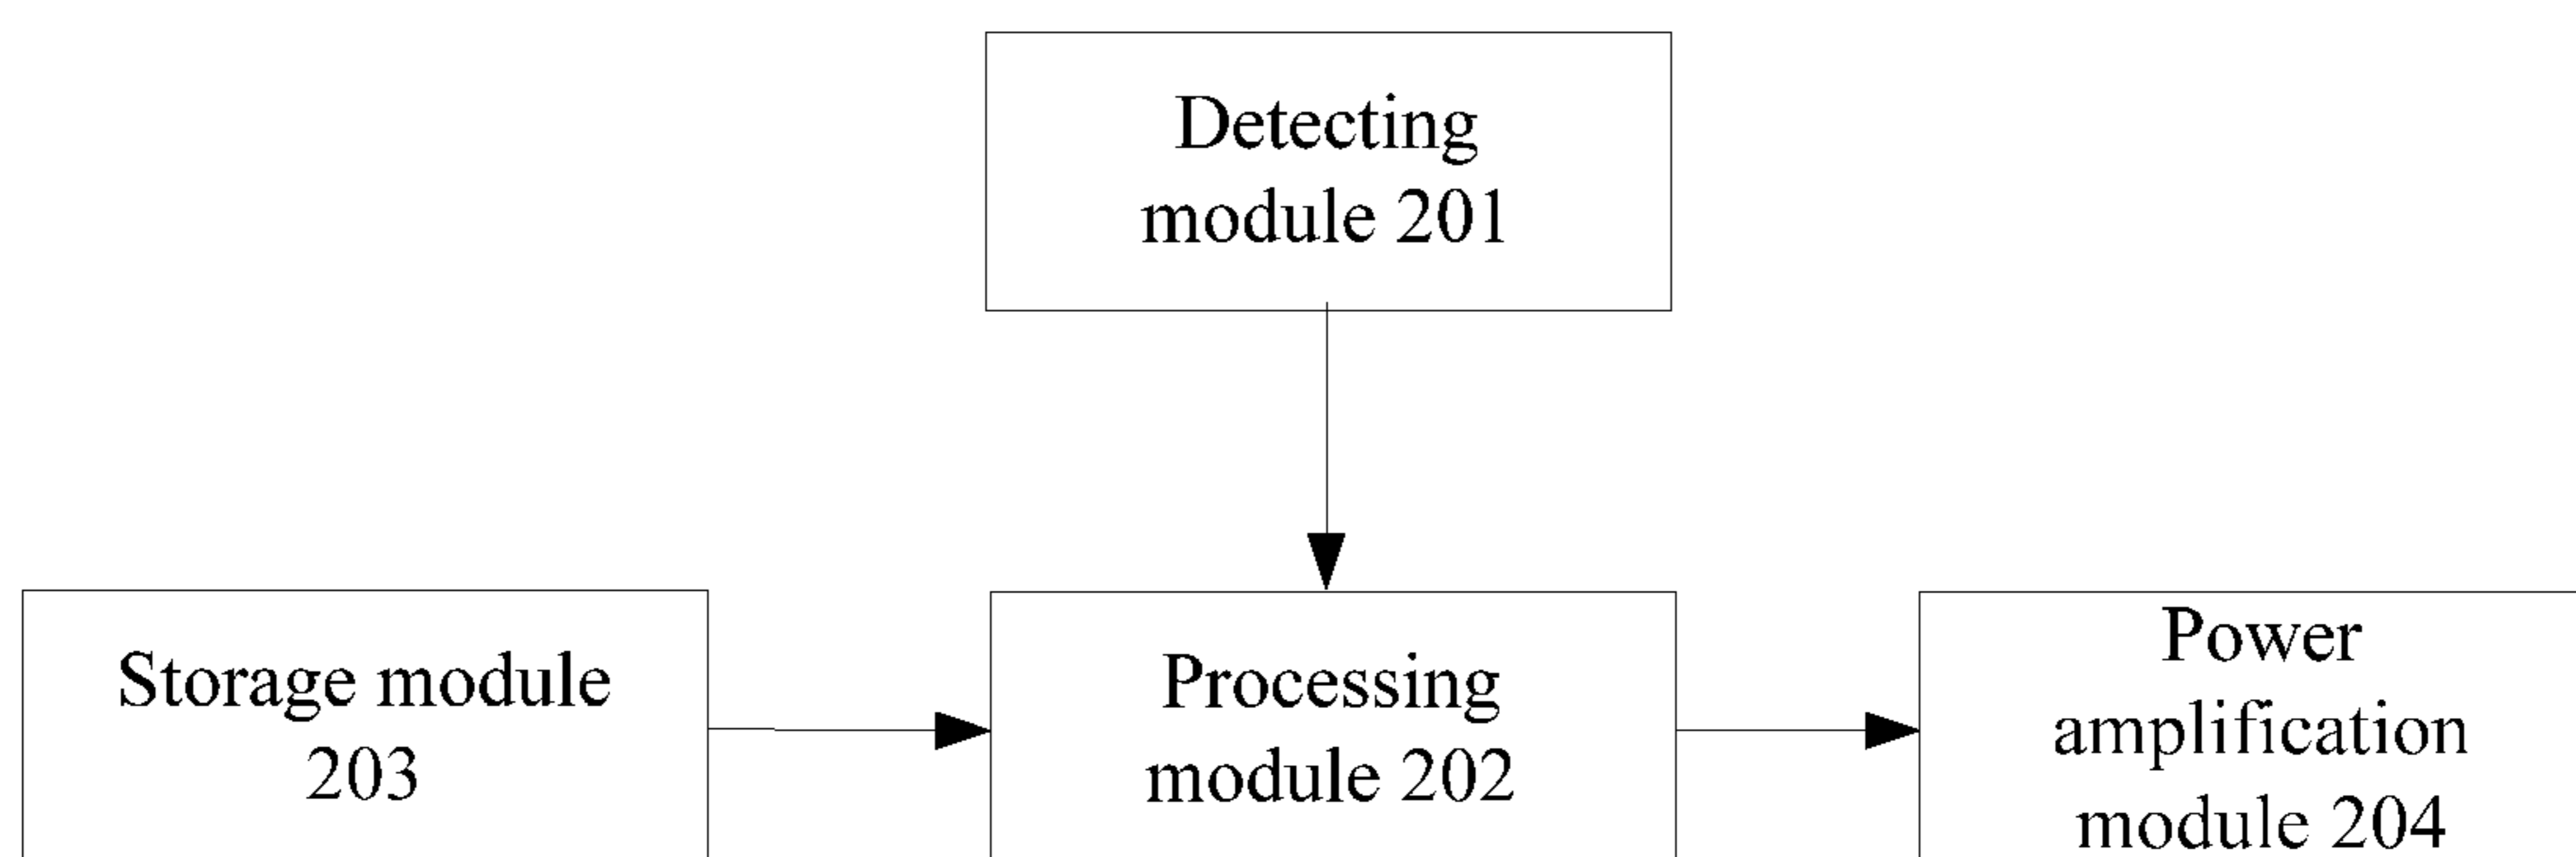 Detecting
module 201
Storage module
203
Processing
module 202
Power
amplification
module 204